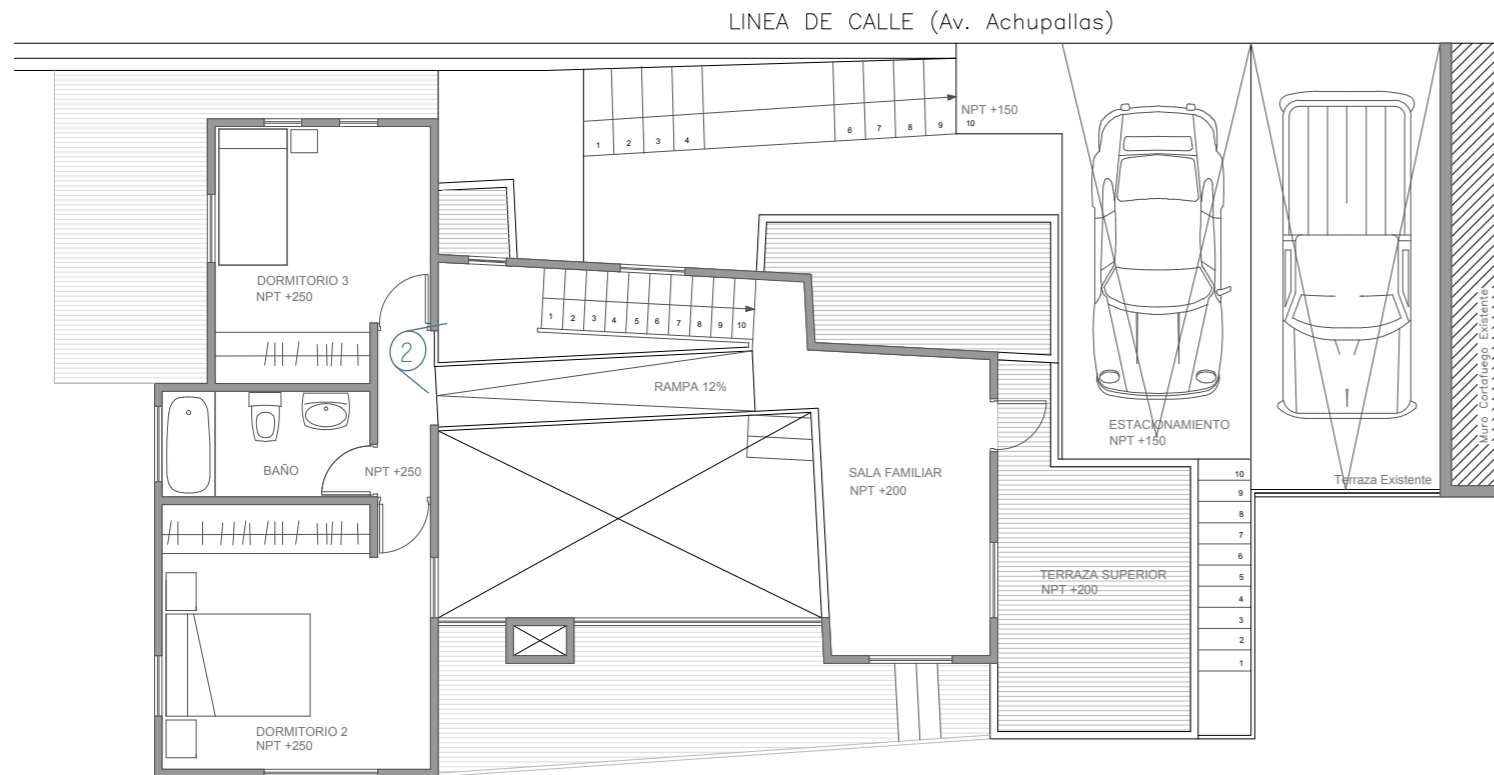 LINEA DE CALLE (Av. Achupallas)
NPT +150
1 2 3 4 6 7 8 9 10
DORMITORIO 3
NPT +250
1 2 3 4 5 6 7 8 9 10
2
RAMPA 12%
Muro Cortafuego Existente
ESTACIONAMIENTO
NPT +150
BAÑO
NPT +250
SALA FAMILIAR
NPT +200
Terraza Existente
10
9
8
7
6
5
4
3
2
1
TERRAZA SUPERIOR
NPT +200
DORMITORIO 2
NPT +250